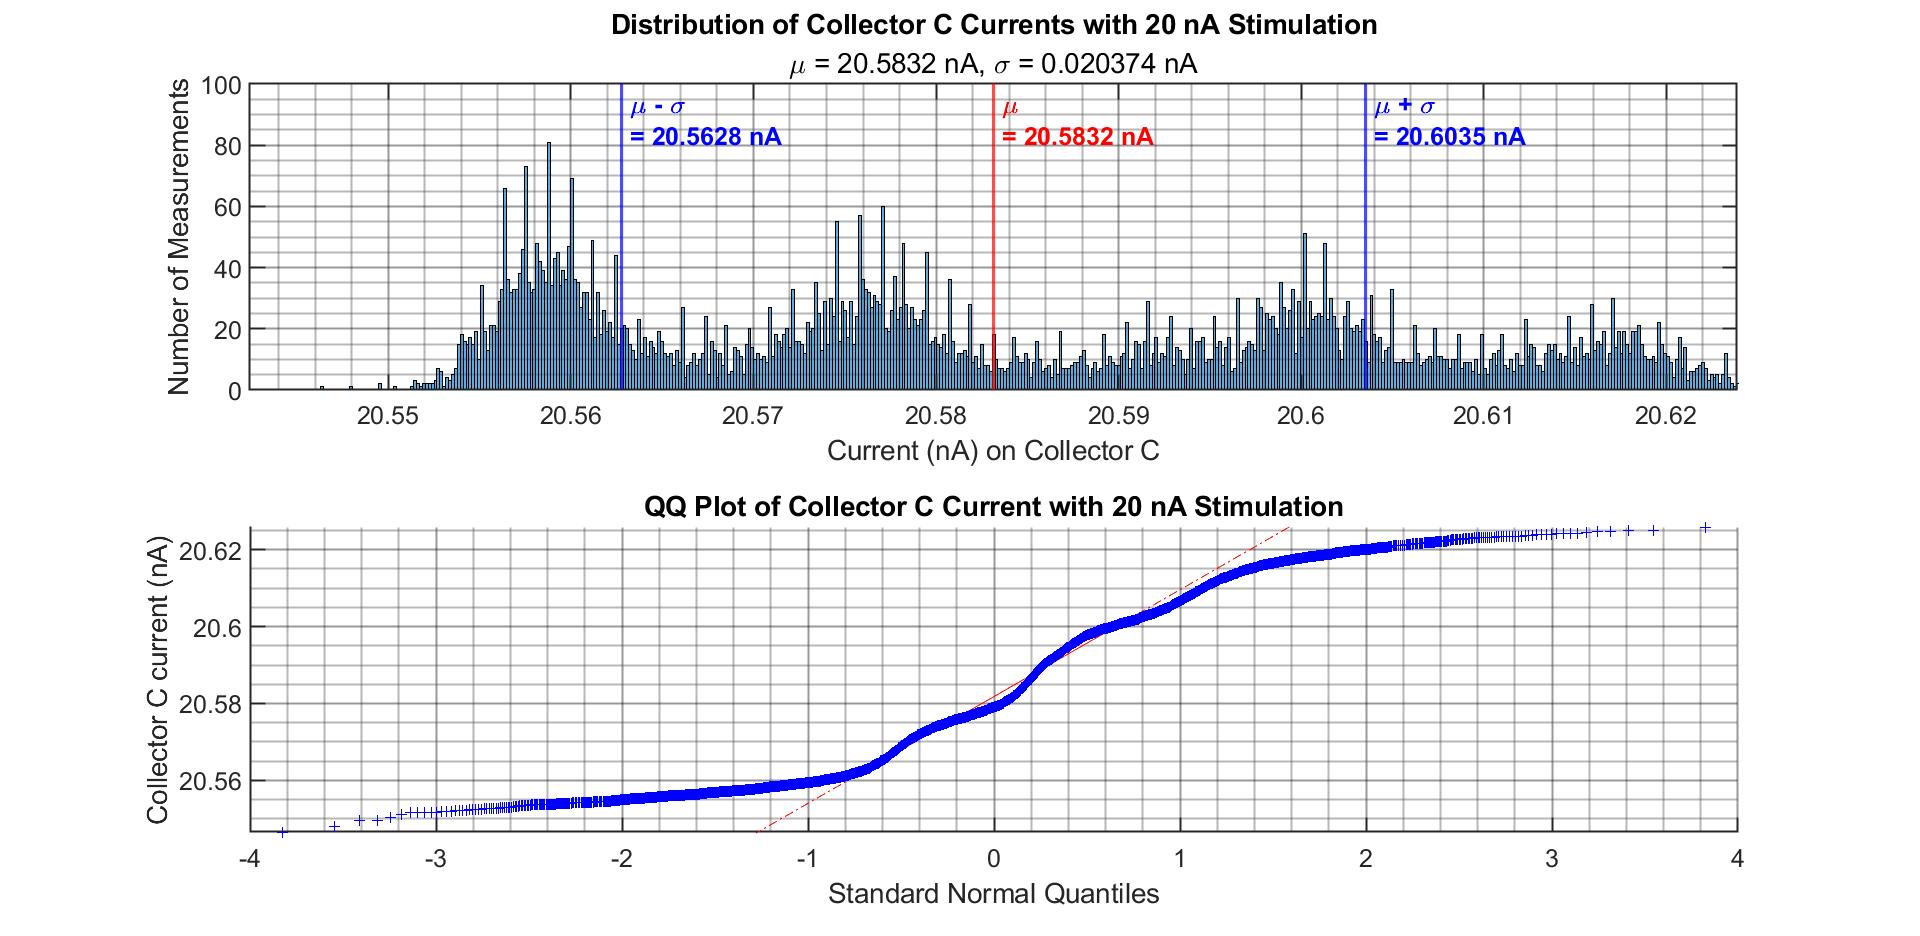 Distribution of Collector C Currents with 20 nA Stimulation
μ = 20.5832 nA, σ = 0.020374 nA
Number of Measurements
100
80
60
40
20
0
μ - σ
= 20.5628 nA
μ
= 20.5832 nA
μ + σ
= 20.6035 nA
20.55 20.56 20.57 20.58 20.59 20.6 20.61 20.62
Current (nA) on Collector C
QQ Plot of Collector C Current with 20 nA Stimulation
Collector C current (nA)
20.62
20.6
20.58
20.56
-4 -3 -2 -1 0 1 2 3 4
Standard Normal Quantiles